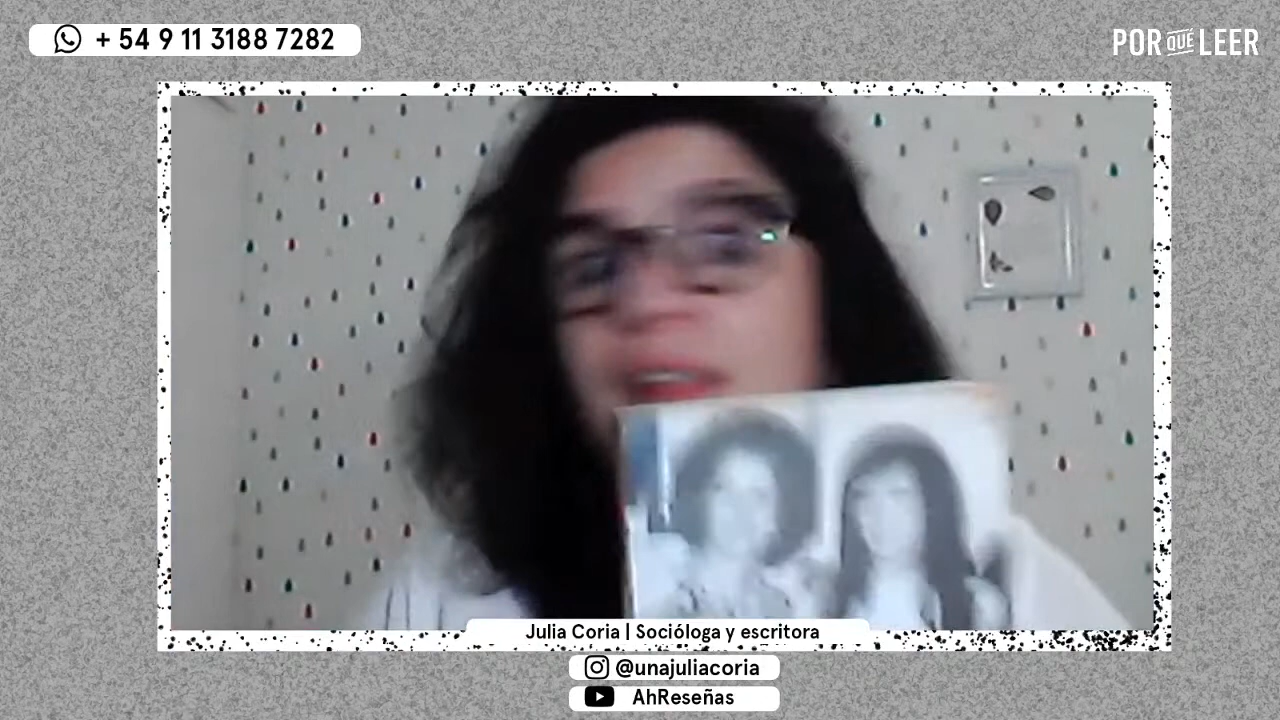 + 54 9 11 3188 7282
POR QUÉ LEER
Julia Coria | Socióloga y escritora
@unajuliacoria
AhReseñas